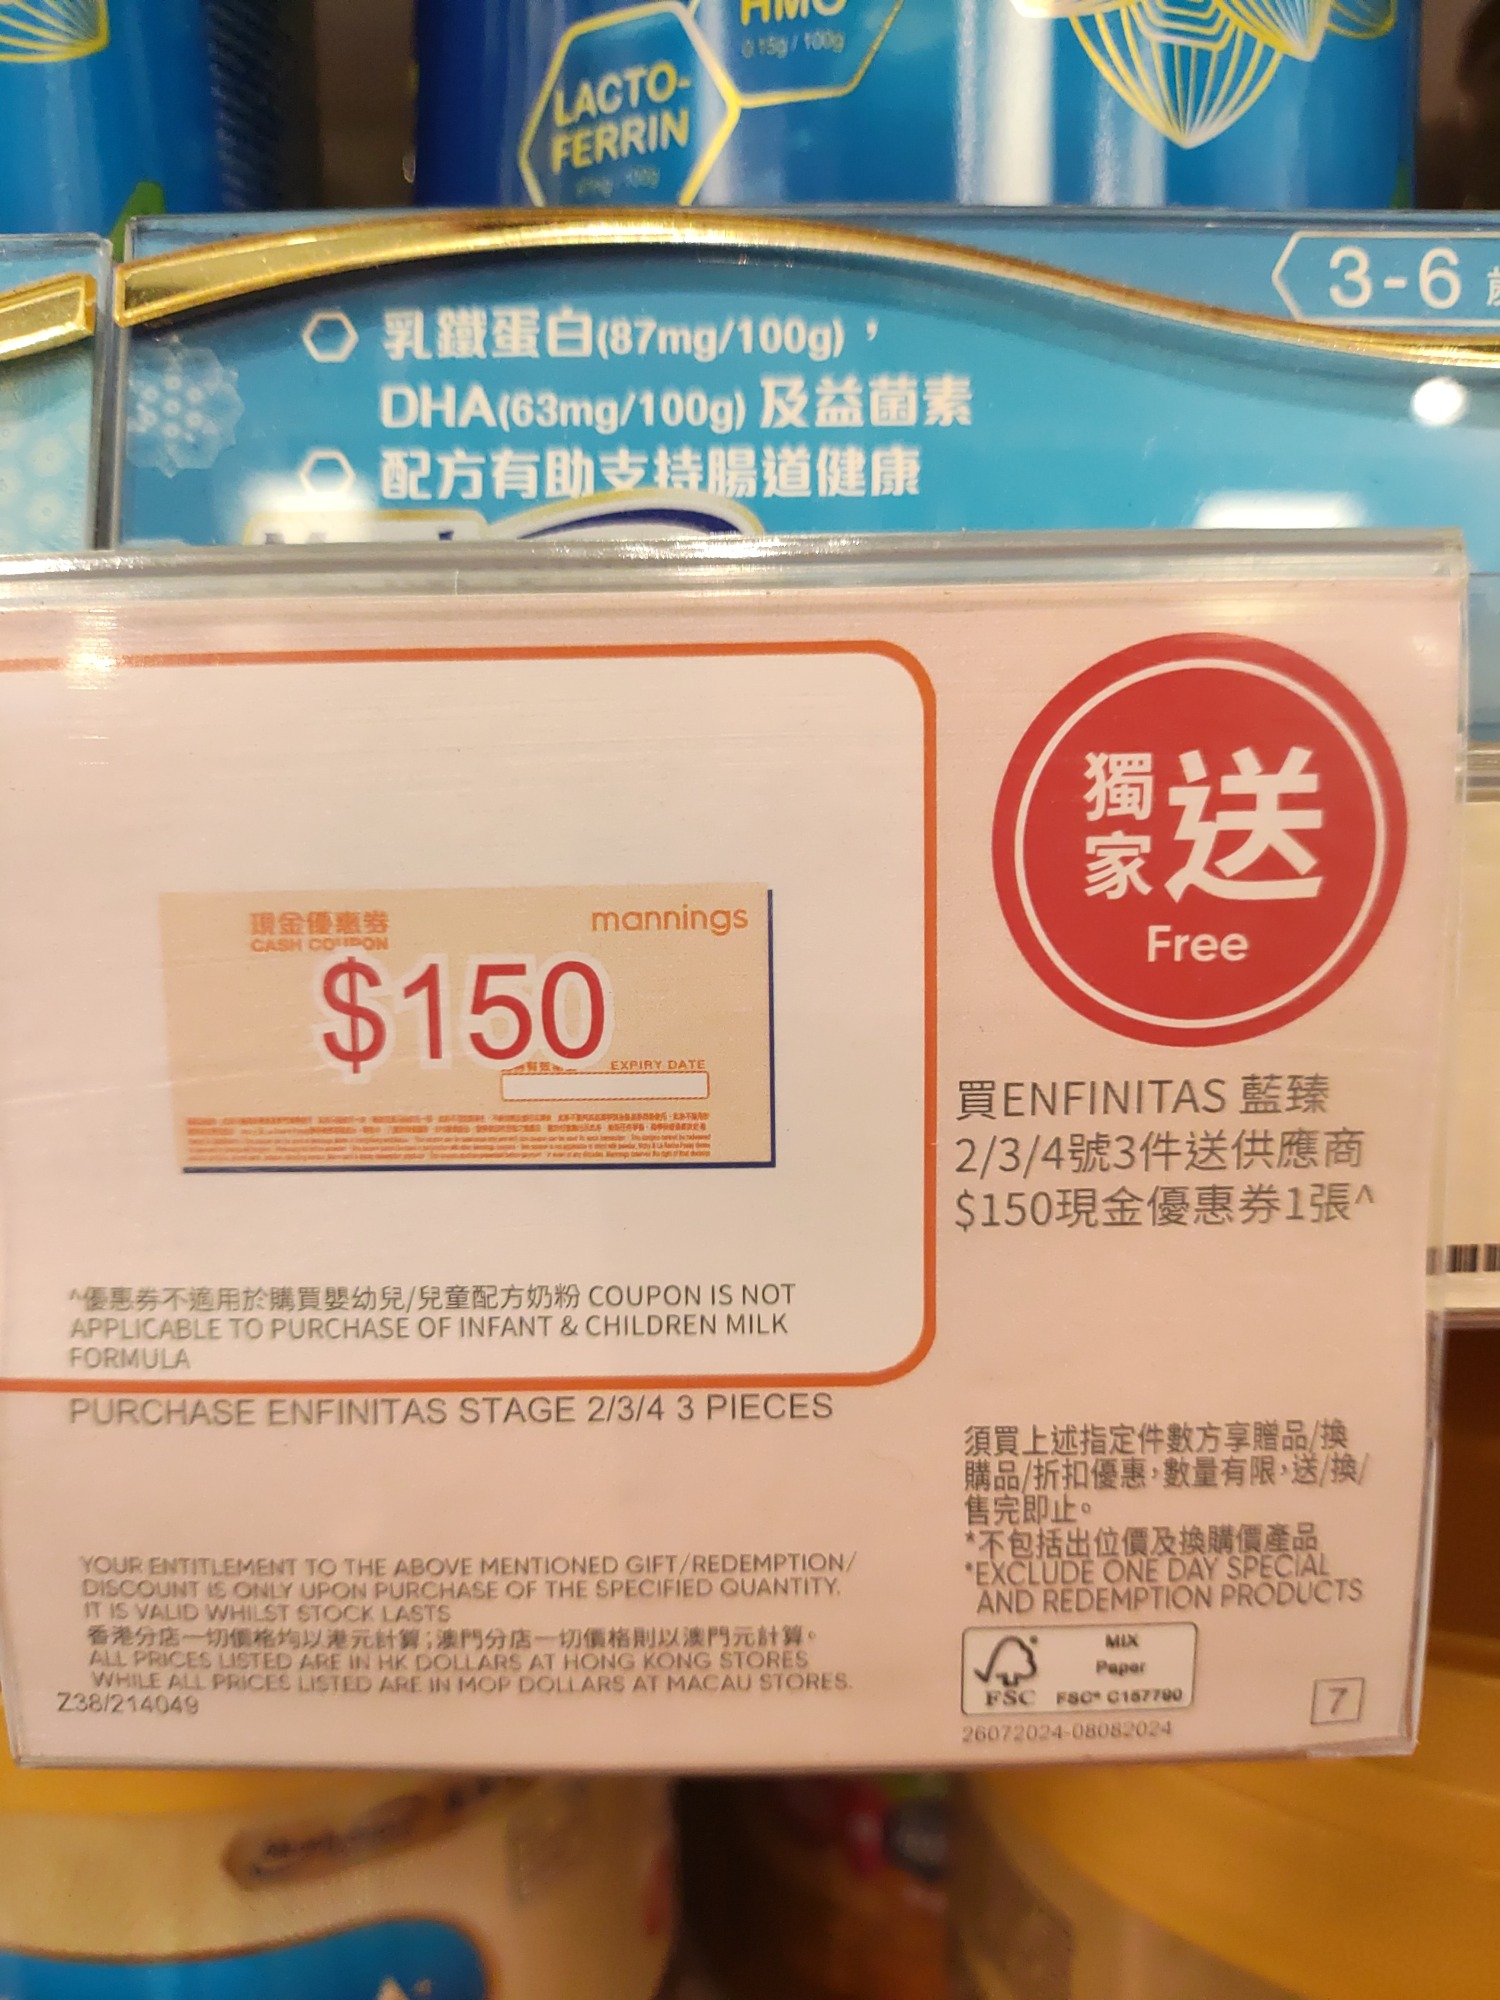 HMO
0.15g / 100g
LACTO-
FERRIN
3-6
乳鐵蛋白(87mg/100g)，
DHA(63mg/100g) 及益菌素
配方有助支持腸道健康
獨家送
Free
現金優惠券
mannings
CASH COUPON
$150
EXPIRY DATE
買ENFINITAS 藍臻
2/3/4號3件送供應商
$150現金優惠券1張^
^優惠券不適用於購買嬰幼兒/兒童配方奶粉 COUPON IS NOT
APPLICABLE TO PURCHASE OF INFANT & CHILDREN MILK
FORMULA
PURCHASE ENFINITAS STAGE 2/3/4 3 PIECES
須買上述指定件數方享贈品/換
購品/折扣優惠，數量有限，送/換/
售完即止。
*不包括出位價及換購價產品
*EXCLUDE ONE DAY SPECIAL
AND REDEMPTION PRODUCTS
YOUR ENTITLEMENT TO THE ABOVE MENTIONED GIFT/REDEMPTION/
DISCOUNT IS ONLY UPON PURCHASE OF THE SPECIFIED QUANTITY.
IT IS VALID WHILST STOCK LASTS
香港分店一切價格均以港元計算；澳門分店一切價格則以澳門元計算。
ALL PRICES LISTED ARE IN HK DOLLARS AT HONG KONG STORES
WHILE ALL PRICES LISTED ARE IN MOP DOLLARS AT MACAU STORES.
Z38/214049
MIX
Paper
FSC
FSC® C157790
7
26072024-08082024